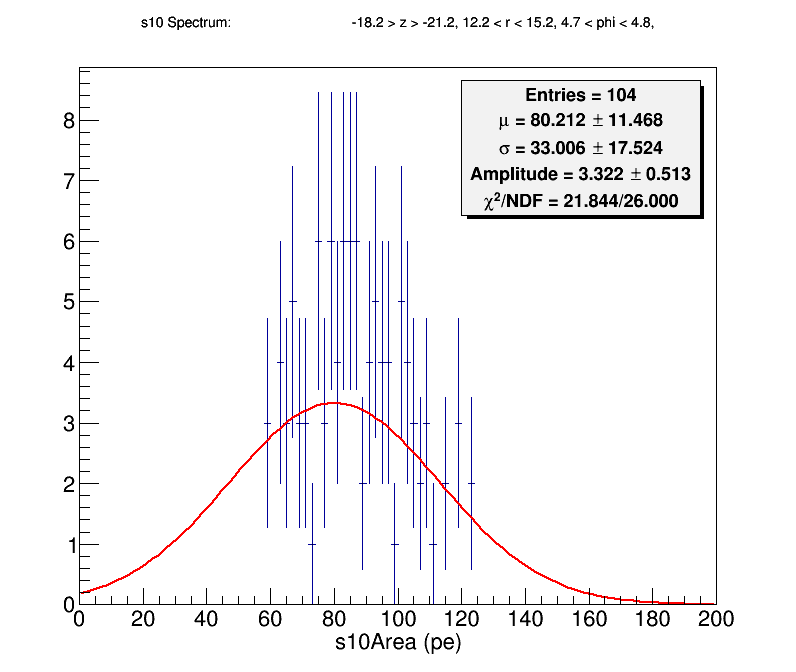 s10 Spectrum: -18.2 > z > -21.2, 12.2 < r < 15.2, 4.7 < phi < 4.8,
Entries = 104
μ = 80.212 ± 11.468
σ = 33.006 ± 17.524
Amplitude = 3.322 ± 0.513
χ²/NDF = 21.844/26.000
8
7
6
5
4
3
2
1
0
0 20 40 60 80 100 120 140 160 180 200
s10Area (pe)